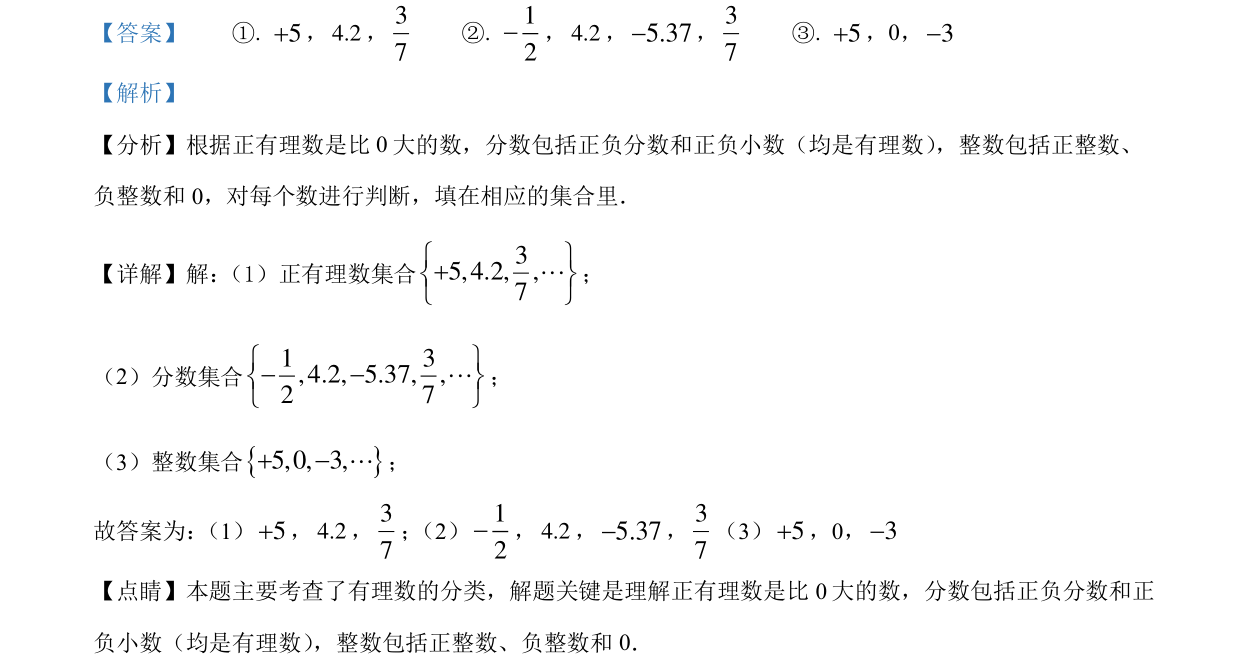 【答案】 ①. +5，4.2，3/7 ②. −1/2，4.2，−5.37，3/7 ③. +5，0，−3
【解析】
【分析】根据正有理数是比 0 大的数，分数包括正负分数和正负小数（均是有理数），整数包括正整数、
负整数和 0，对每个数进行判断，填在相应的集合里．
【详解】解：（1）正有理数集合{+5,4.2,3/7,⋯}；
（2）分数集合{−1/2,4.2,−5.37,3/7,⋯}；
（3）整数集合{+5,0,−3,⋯}；
故答案为：（1）+5，4.2，3/7；（2）−1/2，4.2，−5.37，3/7（3）+5，0，−3
【点睛】本题主要考查了有理数的分类，解题关键是理解正有理数是比 0 大的数，分数包括正负分数和正
负小数（均是有理数），整数包括正整数、负整数和 0．